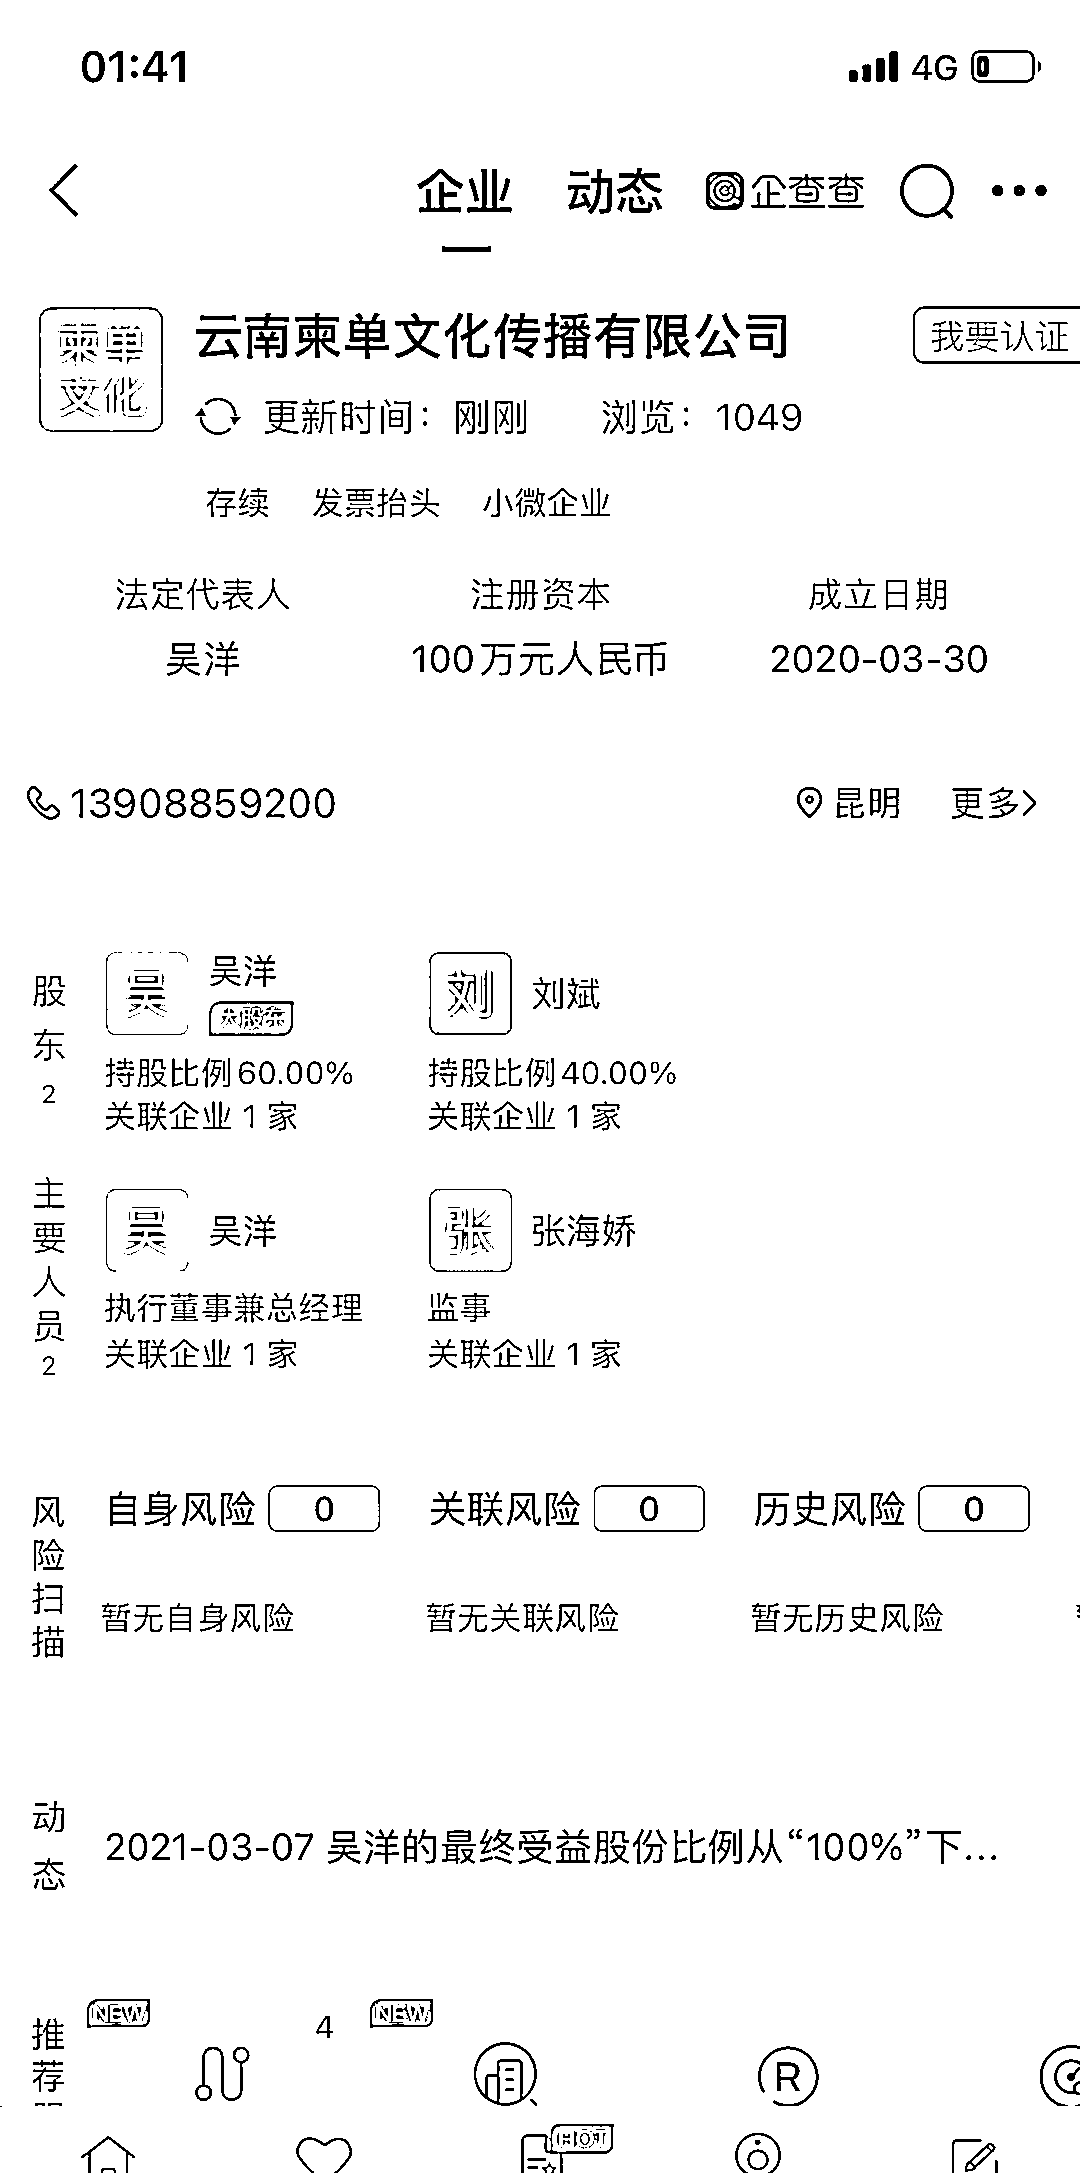 01:41 4G
企业 动态 企查查
柬单
文化
云南柬单文化传播有限公司 我要认证
更新时间：刚刚 浏览：1049
存续 发票抬头 小微企业
法定代表人 注册资本 成立日期
吴洋 100万元人民币 2020-03-30
13908859200 昆明 更多
股东 2
吴 吴洋 大股东 刘 刘斌
持股比例60.00% 持股比例40.00%
关联企业 1 家 关联企业 1 家
主要人员 2
吴 吴洋 张 张海娇
执行董事兼总经理 监事
关联企业 1 家 关联企业 1 家
风险扫描
自身风险 0 关联风险 0 历史风险 0
暂无自身风险 暂无关联风险 暂无历史风险
动态
2021-03-07 吴洋的最终受益股份比例从“100%”下...
推荐
NEW 4 NEW
R
HOT